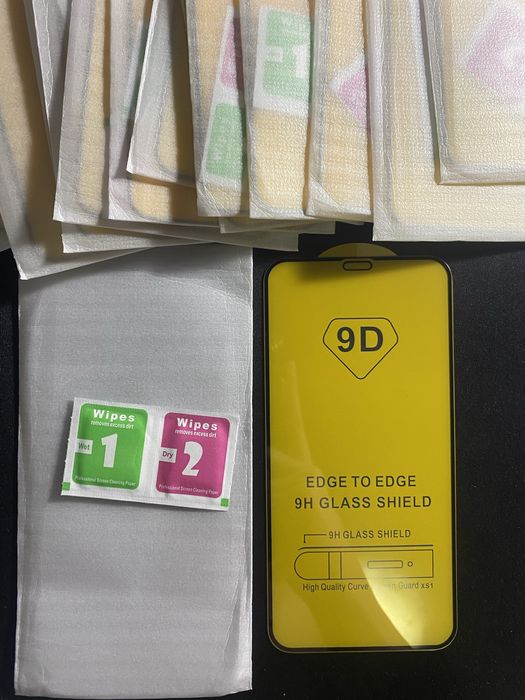 Wipes
removes excess dirt
Wet
1
Professional Screen Cleaning Paper
Wipes
removes excess dirt
Dry
2
Professional Screen Cleaning Paper
9D
EDGE TO EDGE
9H GLASS SHIELD
9H GLASS SHIELD
High Quality Curve Guard XS1